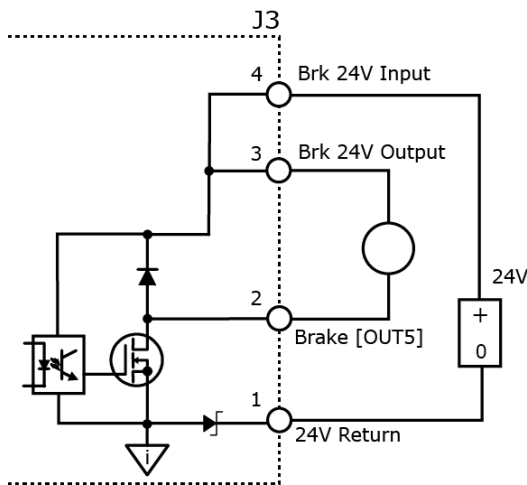 J3
4 Brk 24V Input
3 Brk 24V Output
24V
+
2
Brake [OUT5]
0
1
24V Return
i